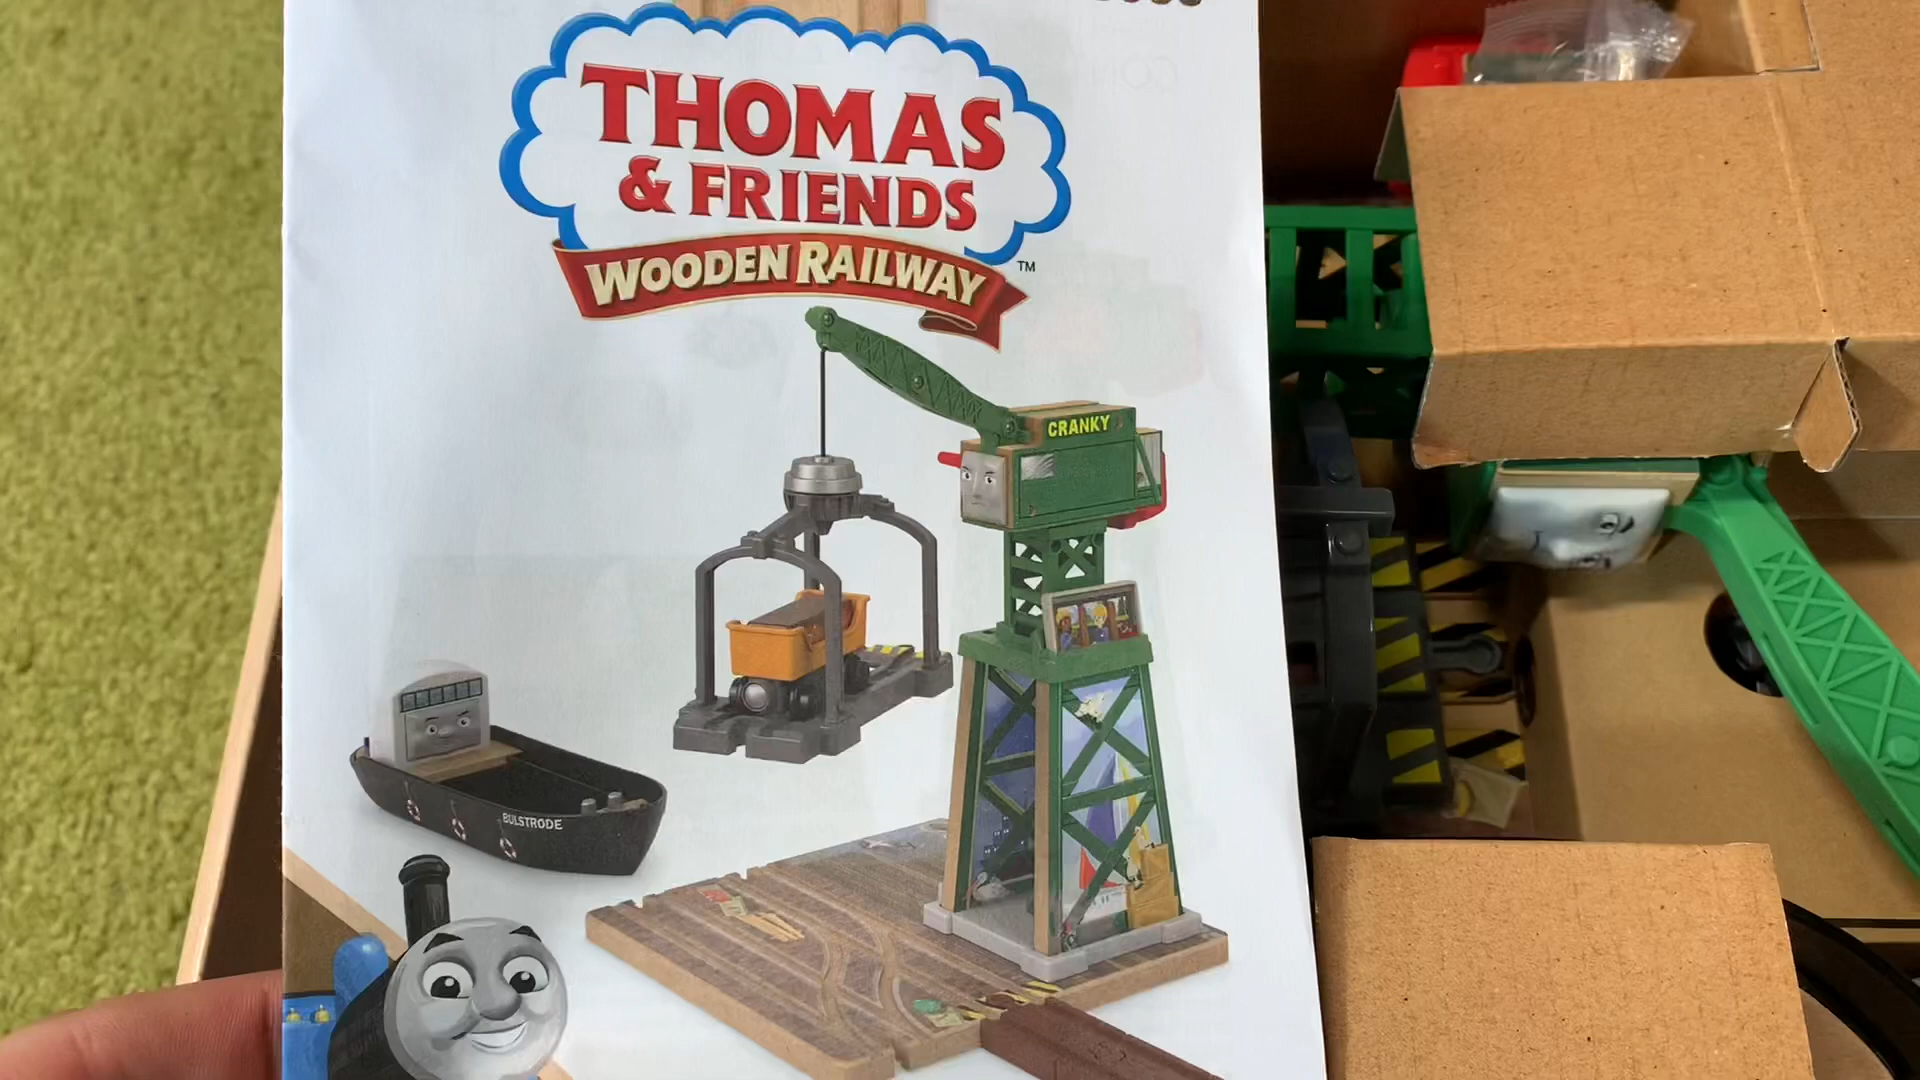 THOMAS
& FRIENDS
WOODEN RAILWAY
TM
CRANKY
BULSTRODE